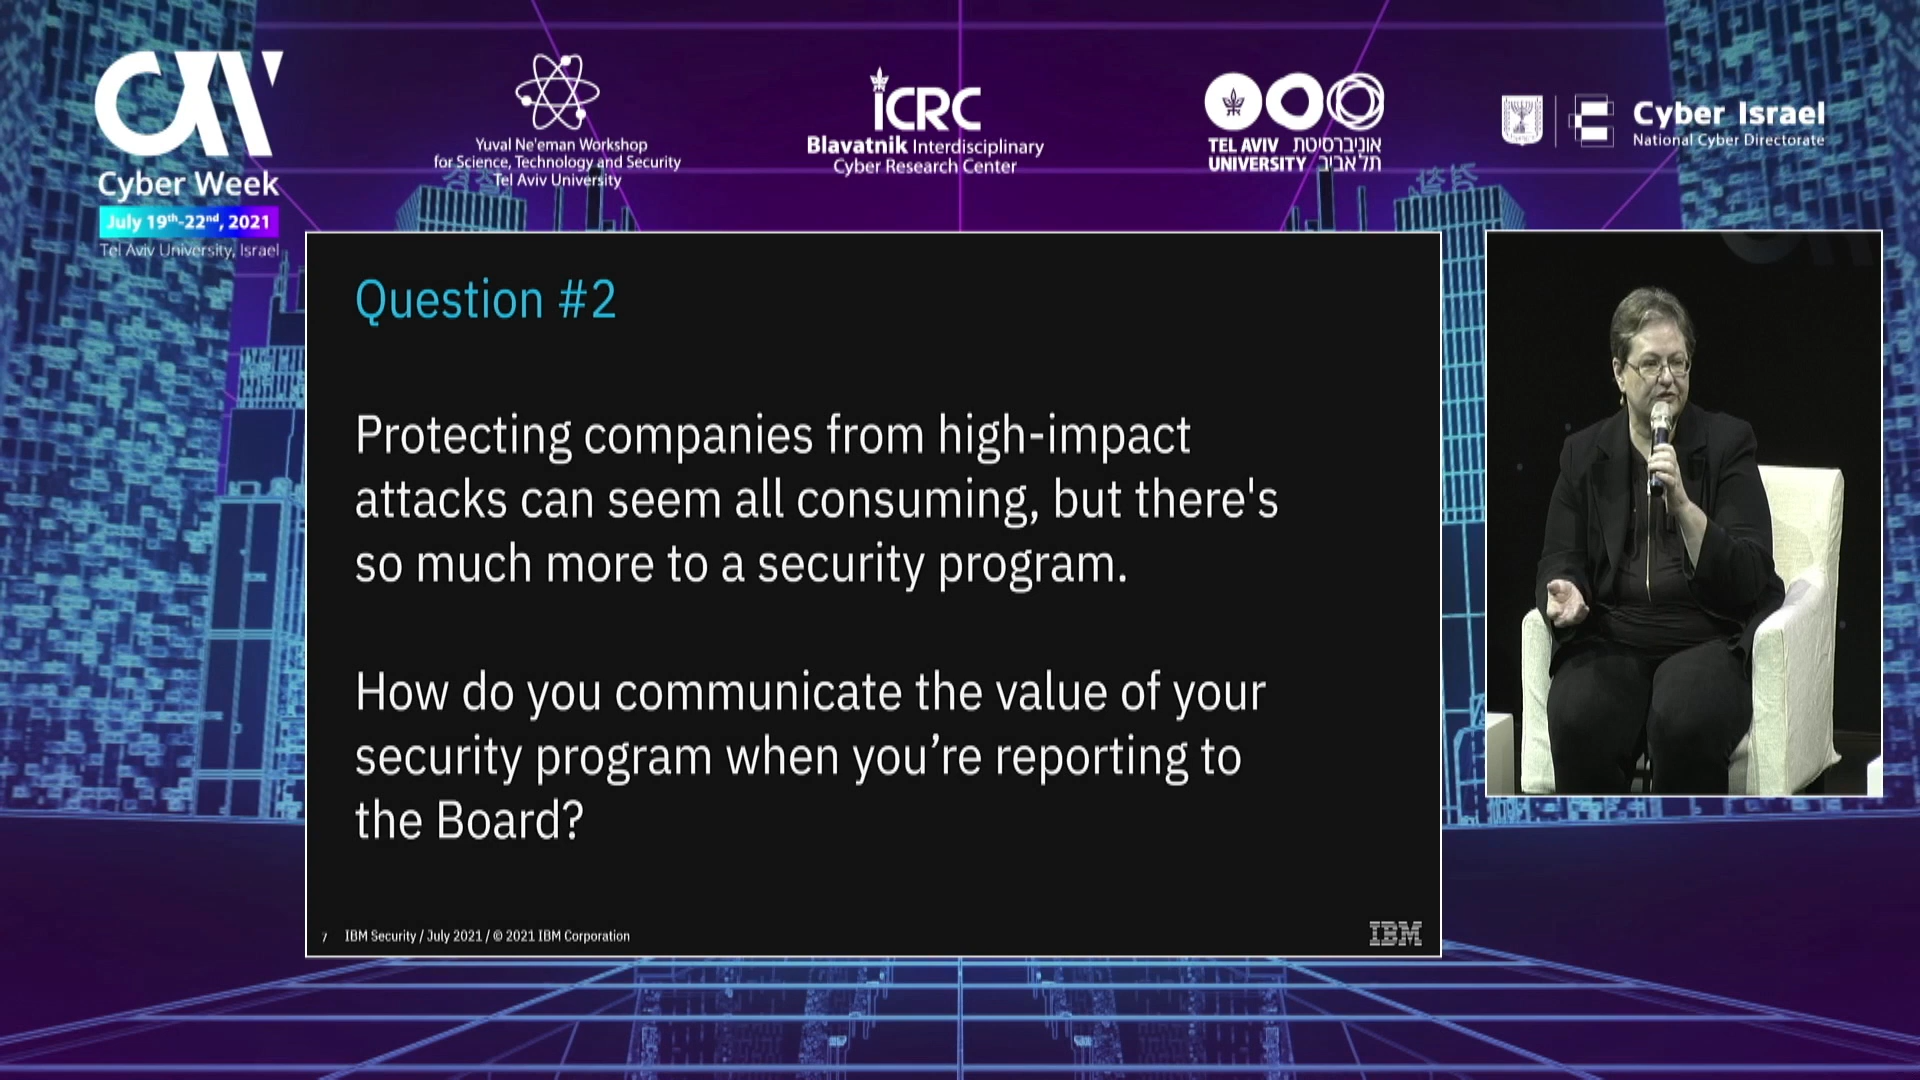 Cyber Week
July 19th-22nd, 2021
Tel Aviv University, Israel
Yuval Ne'eman Workshop
for Science, Technology and Security
Tel Aviv University
ICRC
Blavatnik Interdisciplinary
Cyber Research Center
TEL AVIV אוניברסיטת
UNIVERSITY תל אביב
Cyber Israel
National Cyber Directorate
Question #2
Protecting companies from high-impact
attacks can seem all consuming, but there's
so much more to a security program.
How do you communicate the value of your
security program when you’re reporting to
the Board?
7 IBM Security / July 2021 / © 2021 IBM Corporation
IBM